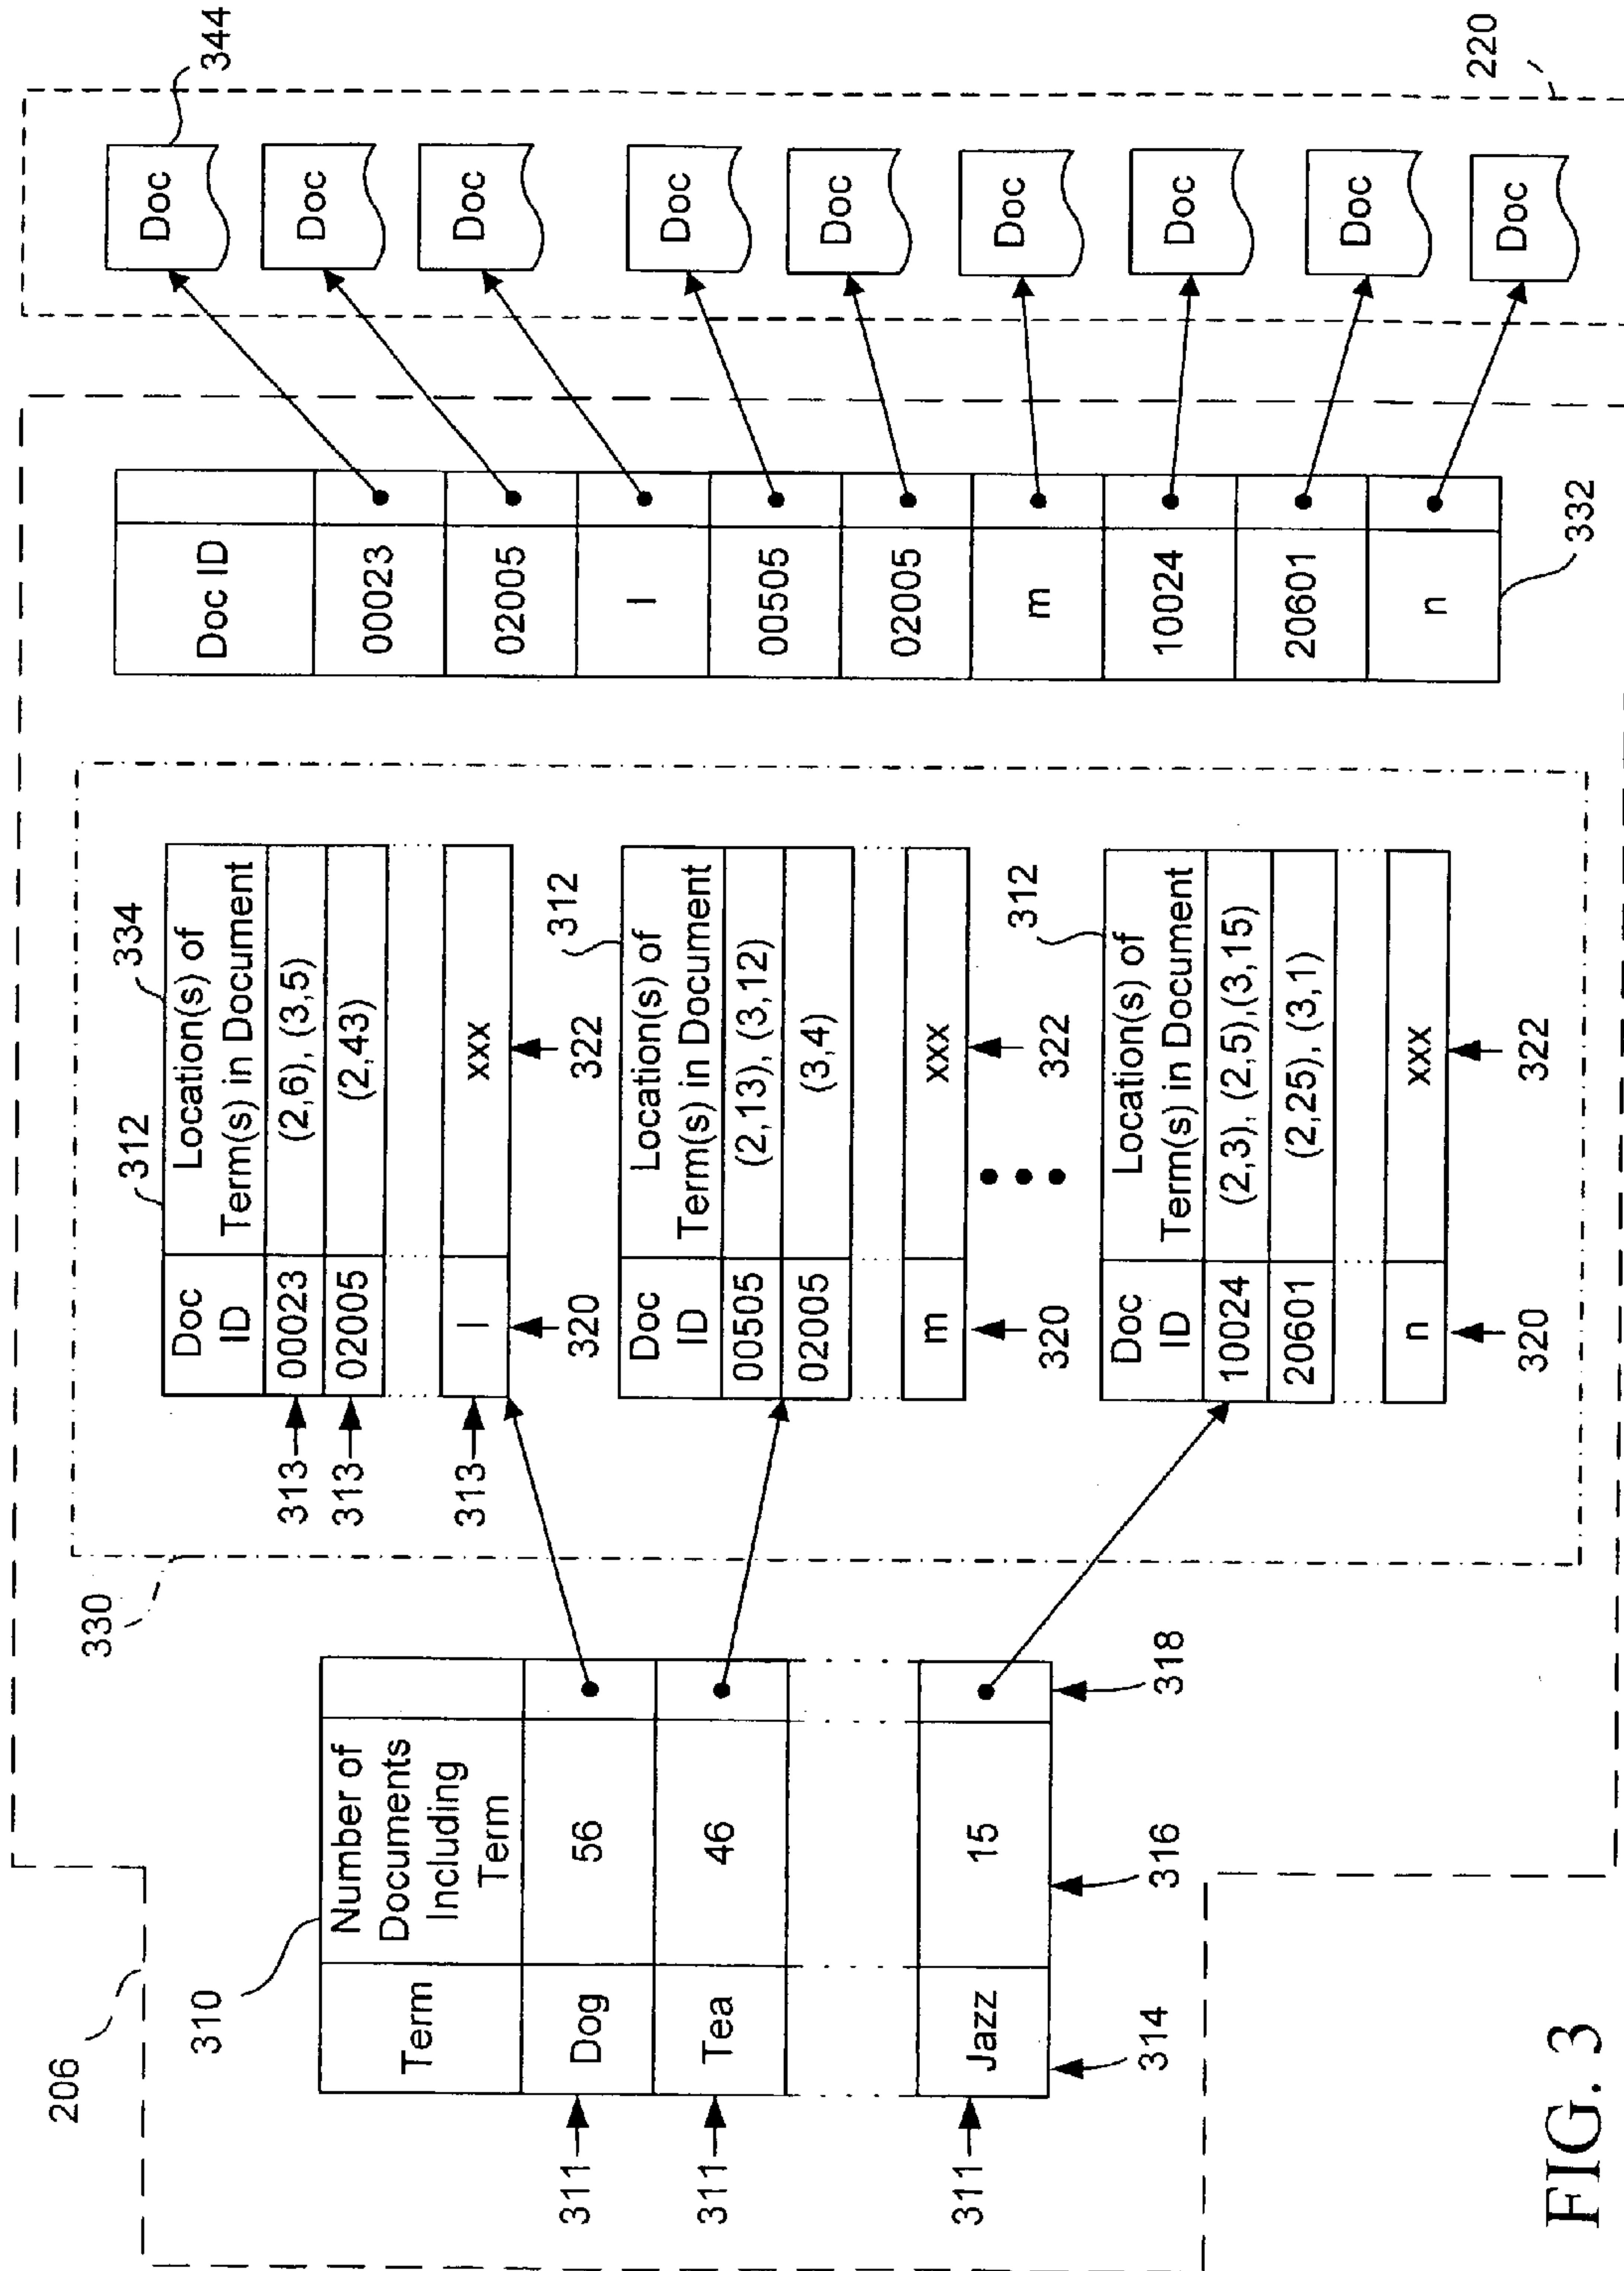 206
310
Term
Number of
Documents
Including
Term
311
Dog
56
311
Tea
46
311
Jazz
15
314
316
318
330
312
334
Doc
ID
Location(s) of
Term(s) in Document
313
00023
(2,6), (3,5)
313
02005
(2,43)
313
l
xxx
320
322
312
Doc
ID
Location(s) of
Term(s) in Document
00505
(2,13), (3,12)
02005
(3,4)
m
xxx
320
322
312
Doc
ID
Location(s) of
Term(s) in Document
10024
(2,3), (2,5),(3,15)
20601
(2,25), (3,1)
n
xxx
320
322
Doc ID
00023
02005
l
00505
02005
m
10024
20601
n
332
344
Doc
Doc
Doc
Doc
Doc
Doc
Doc
Doc
Doc
220
FIG. 3